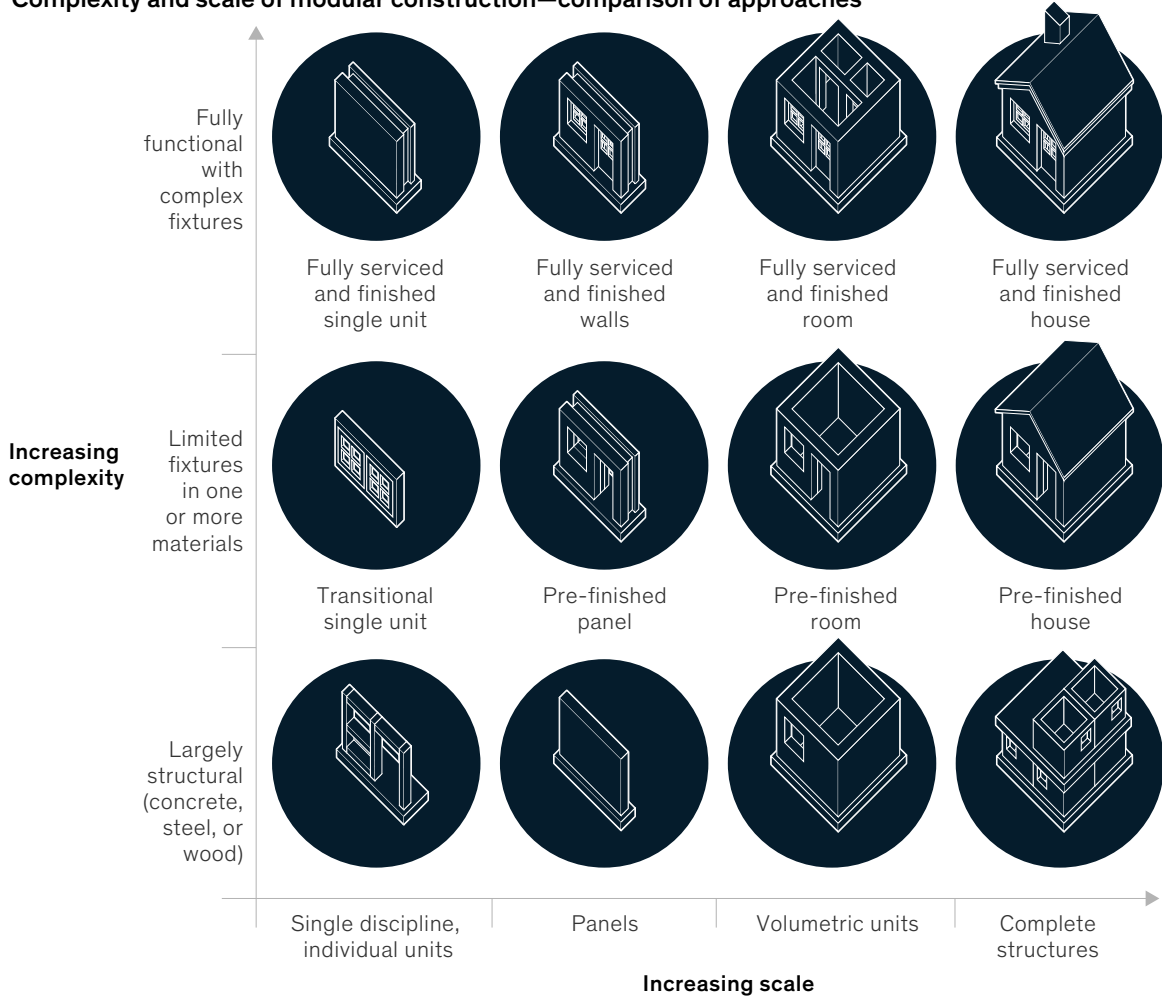 Complexity and scale of modular construction—comparison of approaches
Fully
functional
with
complex
fixtures
Fully serviced
and finished
single unit
Fully serviced
and finished
walls
Fully serviced
and finished
room
Fully serviced
and finished
house
Increasing
complexity
Limited
fixtures
in one
or more
materials
Transitional
single unit
Pre-finished
panel
Pre-finished
room
Pre-finished
house
Largely
structural
(concrete,
steel, or
wood)
Single discipline,
individual units
Panels
Volumetric units
Complete
structures
Increasing scale